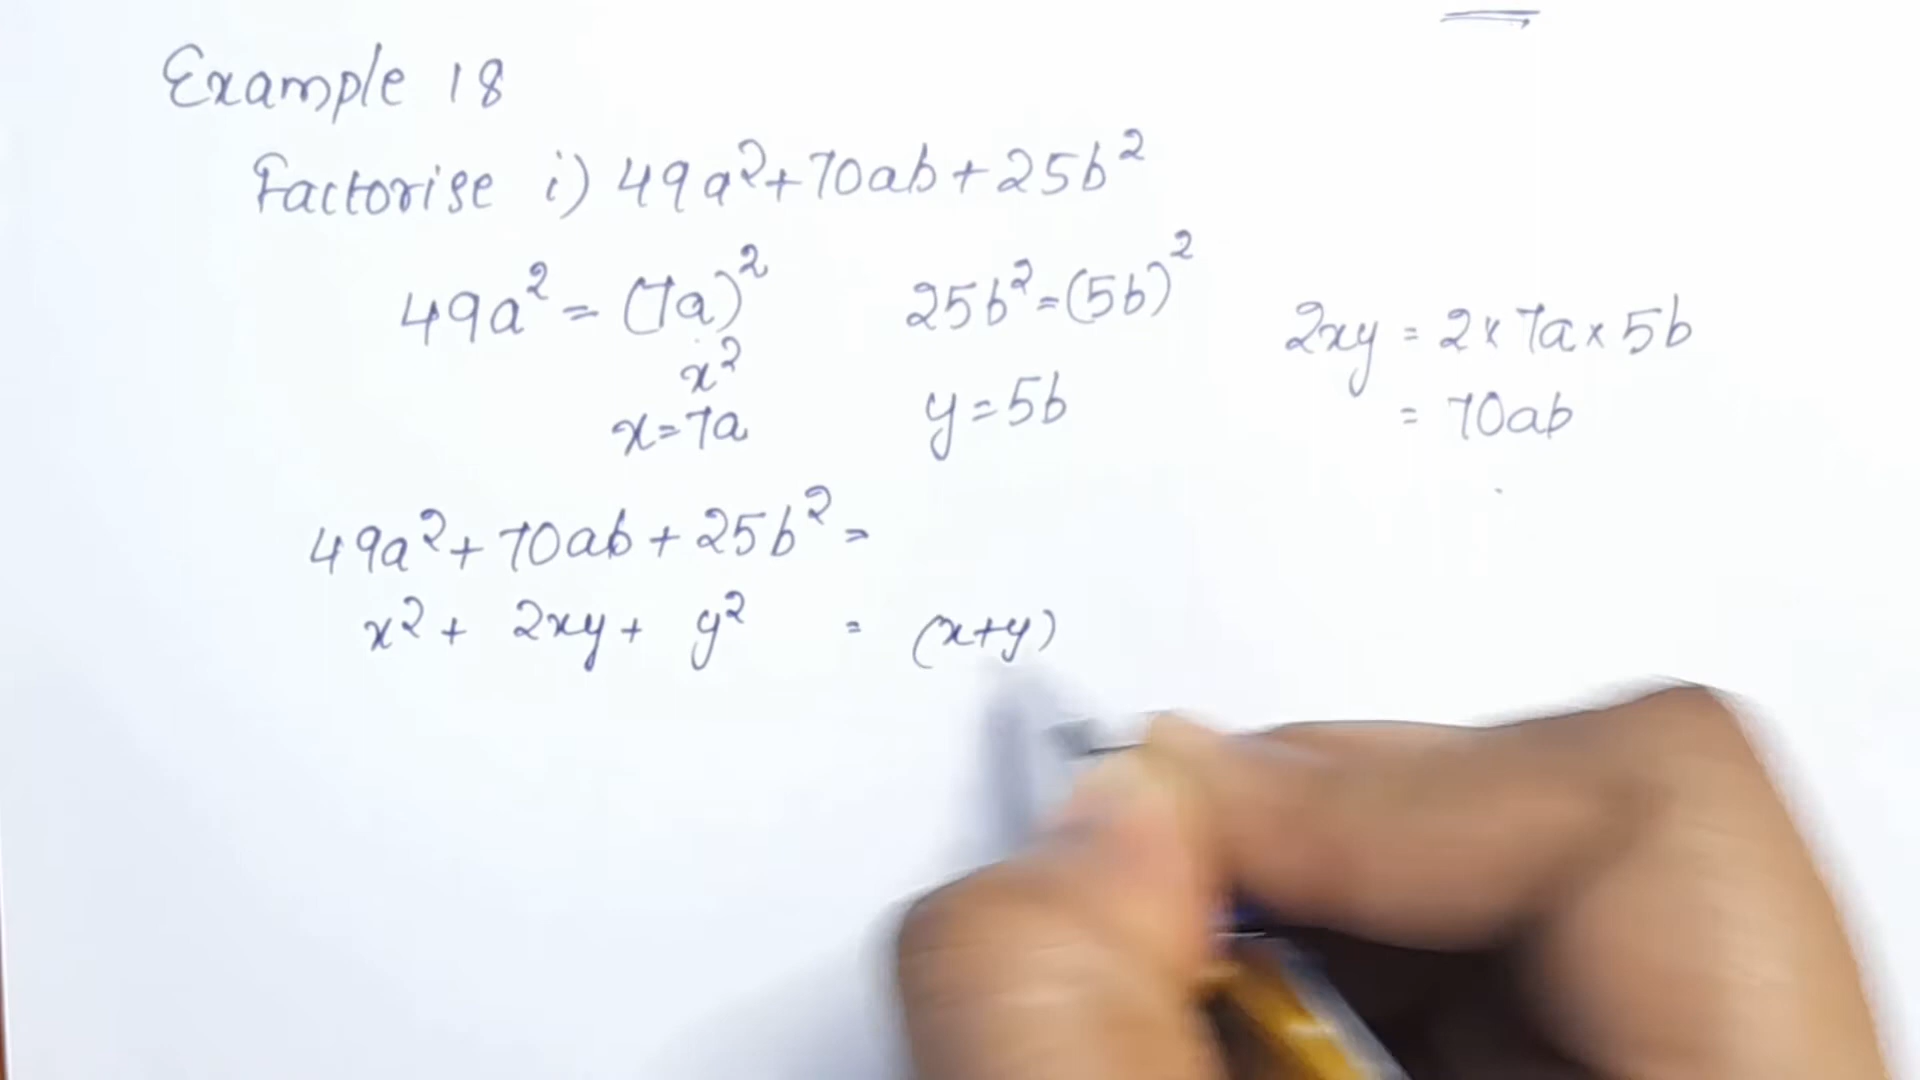 Example 18
Factorise i) 49a²+70ab+25b²
49a² = (7a)² 25b² = (5b)² 2xy = 2 × 7a × 5b
x² = 70ab
x = 7a y = 5b
49a² + 70ab + 25b² =
x² + 2xy + y² = (x+y)